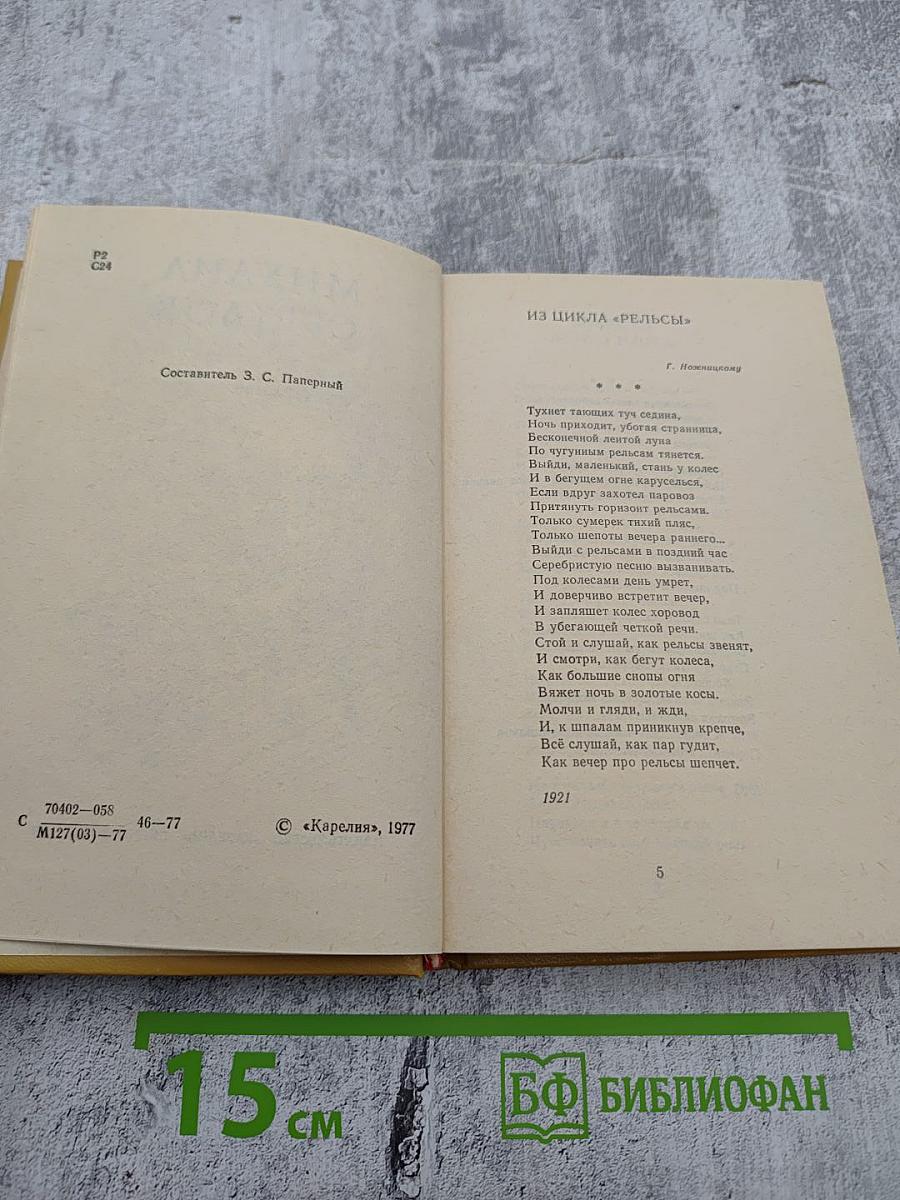 Р2
С24
Составитель З. С. Паперный
С 70402—058 46—77
М127(03)—77
© «Карелия», 1977
ИЗ ЦИКЛА «РЕЛЬСЫ»
Г. Ножницкому
* * *
Тухнет тающих туч седина,
Ночь приходит, убогая странница,
Бесконечной лентой луна
По чугунным рельсам тянется.
Выйди, маленький, стань у колес
И в бегущем огне каруселься,
Если вдруг захотел паровоз
Притянуть горизонт рельсами.
Только сумерек тихий пляс,
Только шепоты вечера раннего...
Выйди с рельсами в поздний час
Серебристую песню вызванивать.
Под колесами день умрет,
И доверчиво встретит вечер,
И запляшет колес хоровод
В убегающей четкой речи.
Стой и слушай, как рельсы звенят,
И смотри, как бегут колеса,
Как большие снопы огня
Вяжет ночь в золотые косы.
Молчи и гляди, и жди,
И, к шпалам приникнув крепче,
Всё слушай, как пар гудит,
Как вечер про рельсы шепчет.
1921
5
15 см
БФ БИБЛИОФАН